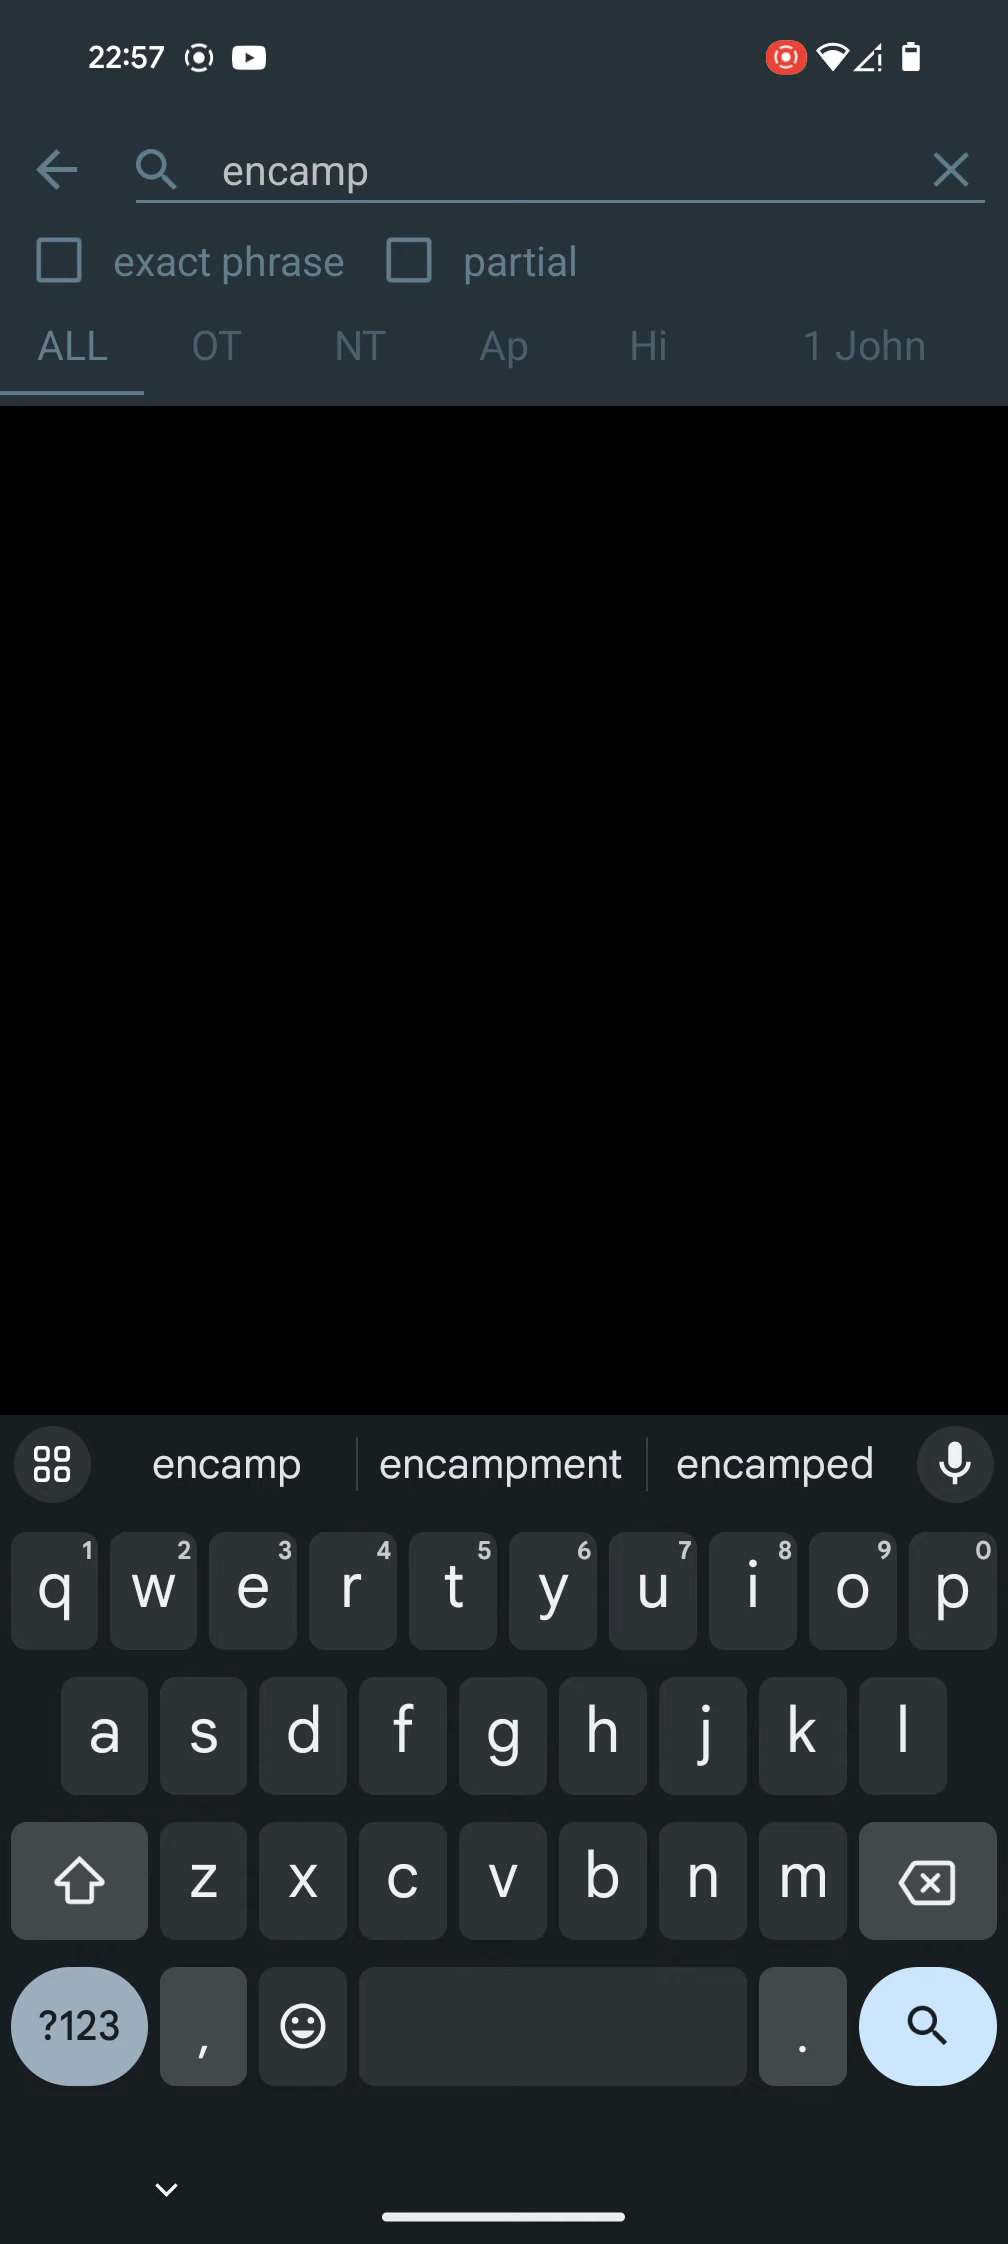 22:57
encamp
exact phrase partial
ALL OT NT Ap Hi 1 John
encamp encampment encamped
1 2 3 4 5 6 7 8 9 0
q w e r t y u i o p
a s d f g h j k l
z x c v b n m
?123 , .